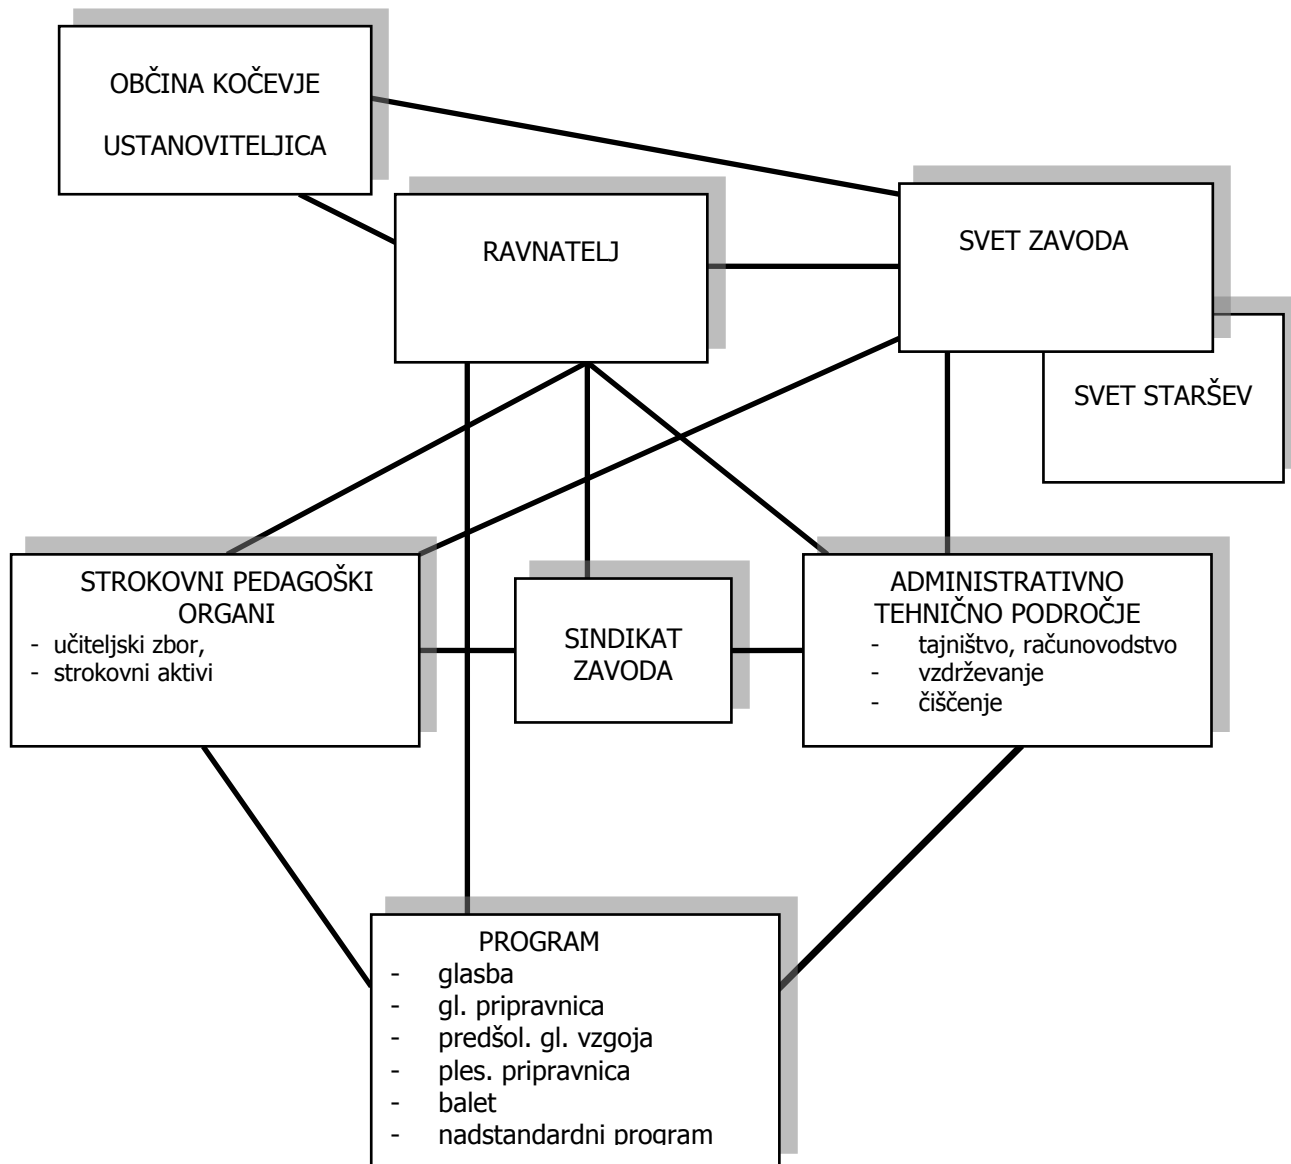 OBČINA KOČEVJE
USTANOVITELJICA
RAVNATELJ
SVET ZAVODA
SVET STARŠEV
STROKOVNI PEDAGOŠKI
ORGANI
- učiteljski zbor,
- strokovni aktivi
SINDIKAT
ZAVODA
ADMINISTRATIVNO
TEHNIČNO PODROČJE
- tajništvo, računovodstvo
- vzdrževanje
- čiščenje
PROGRAM
- glasba
- gl. pripravnica
- predšol. gl. vzgoja
- ples. pripravnica
- balet
- nadstandardni program